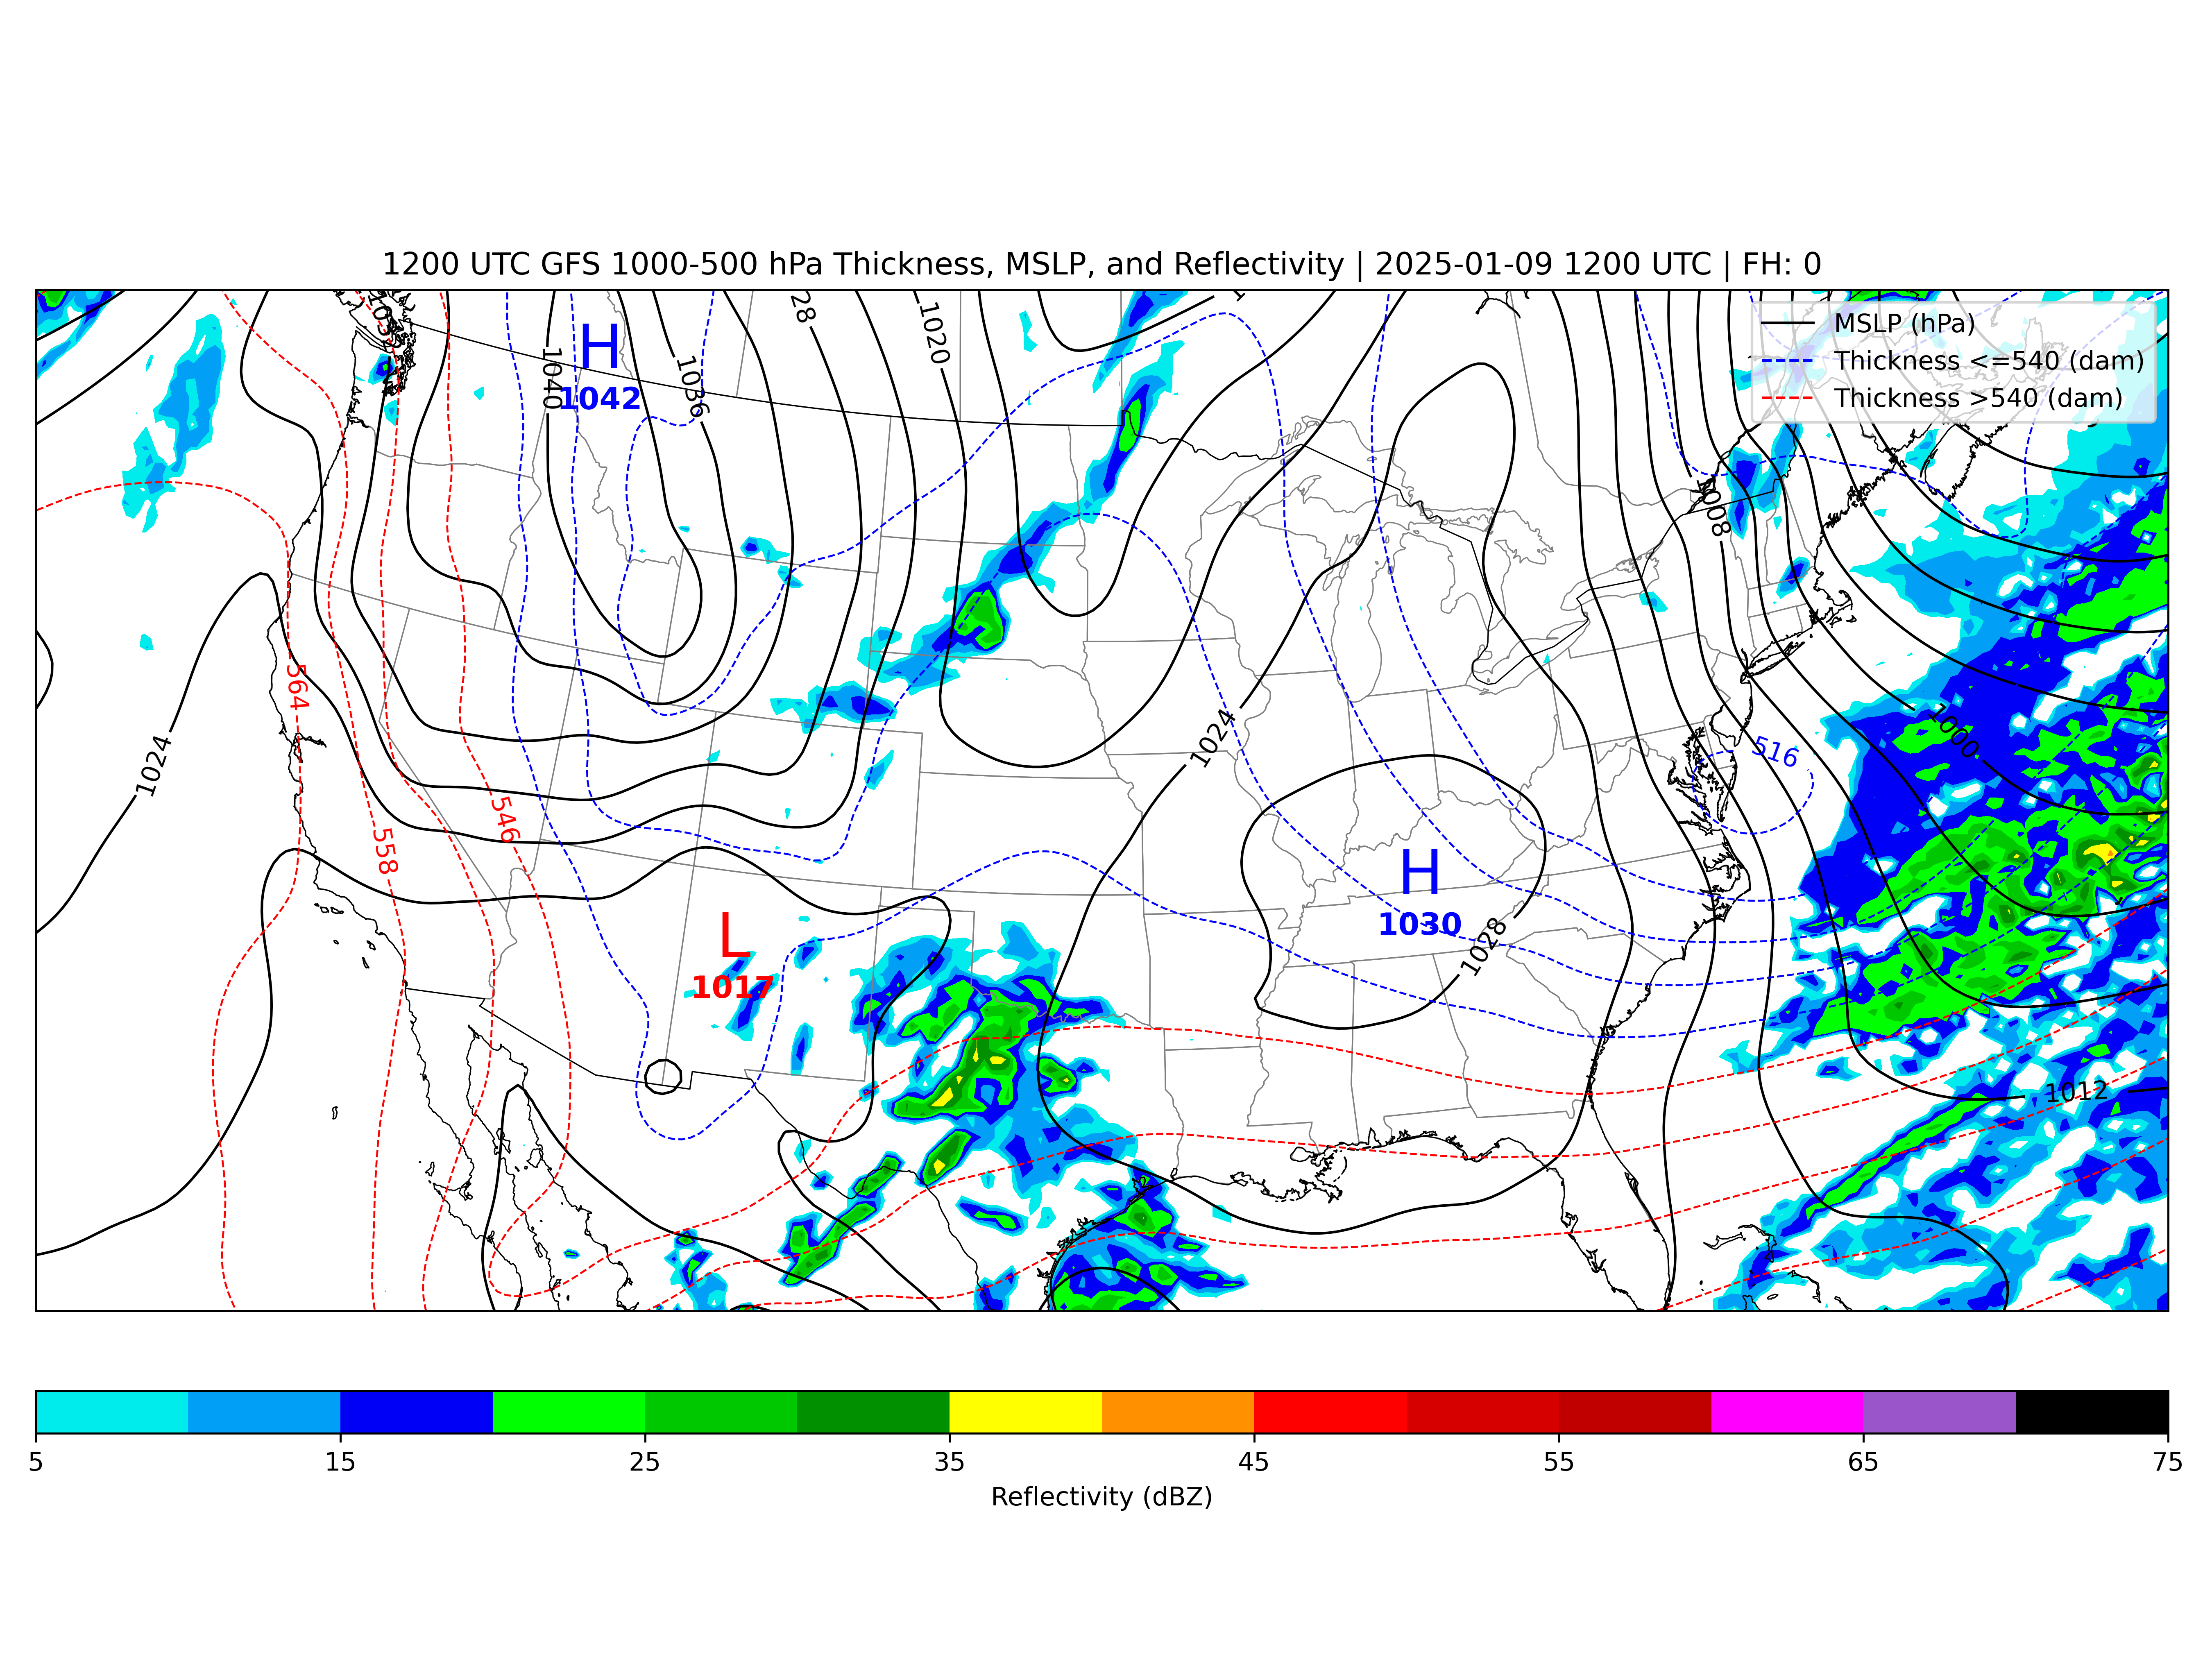 1200 UTC GFS 1000-500 hPa Thickness, MSLP, and Reflectivity | 2025-01-09 1200 UTC | FH: 0
MSLP (hPa)
Thickness <=540 (dam)
Thickness >540 (dam)
28
1020
H
1042
1040
1036
1008
564
1024
1024
516
1000
546
558
H
1030
L
1017
1028
1012
5 15 25 35 45 55 65 75
Reflectivity (dBZ)